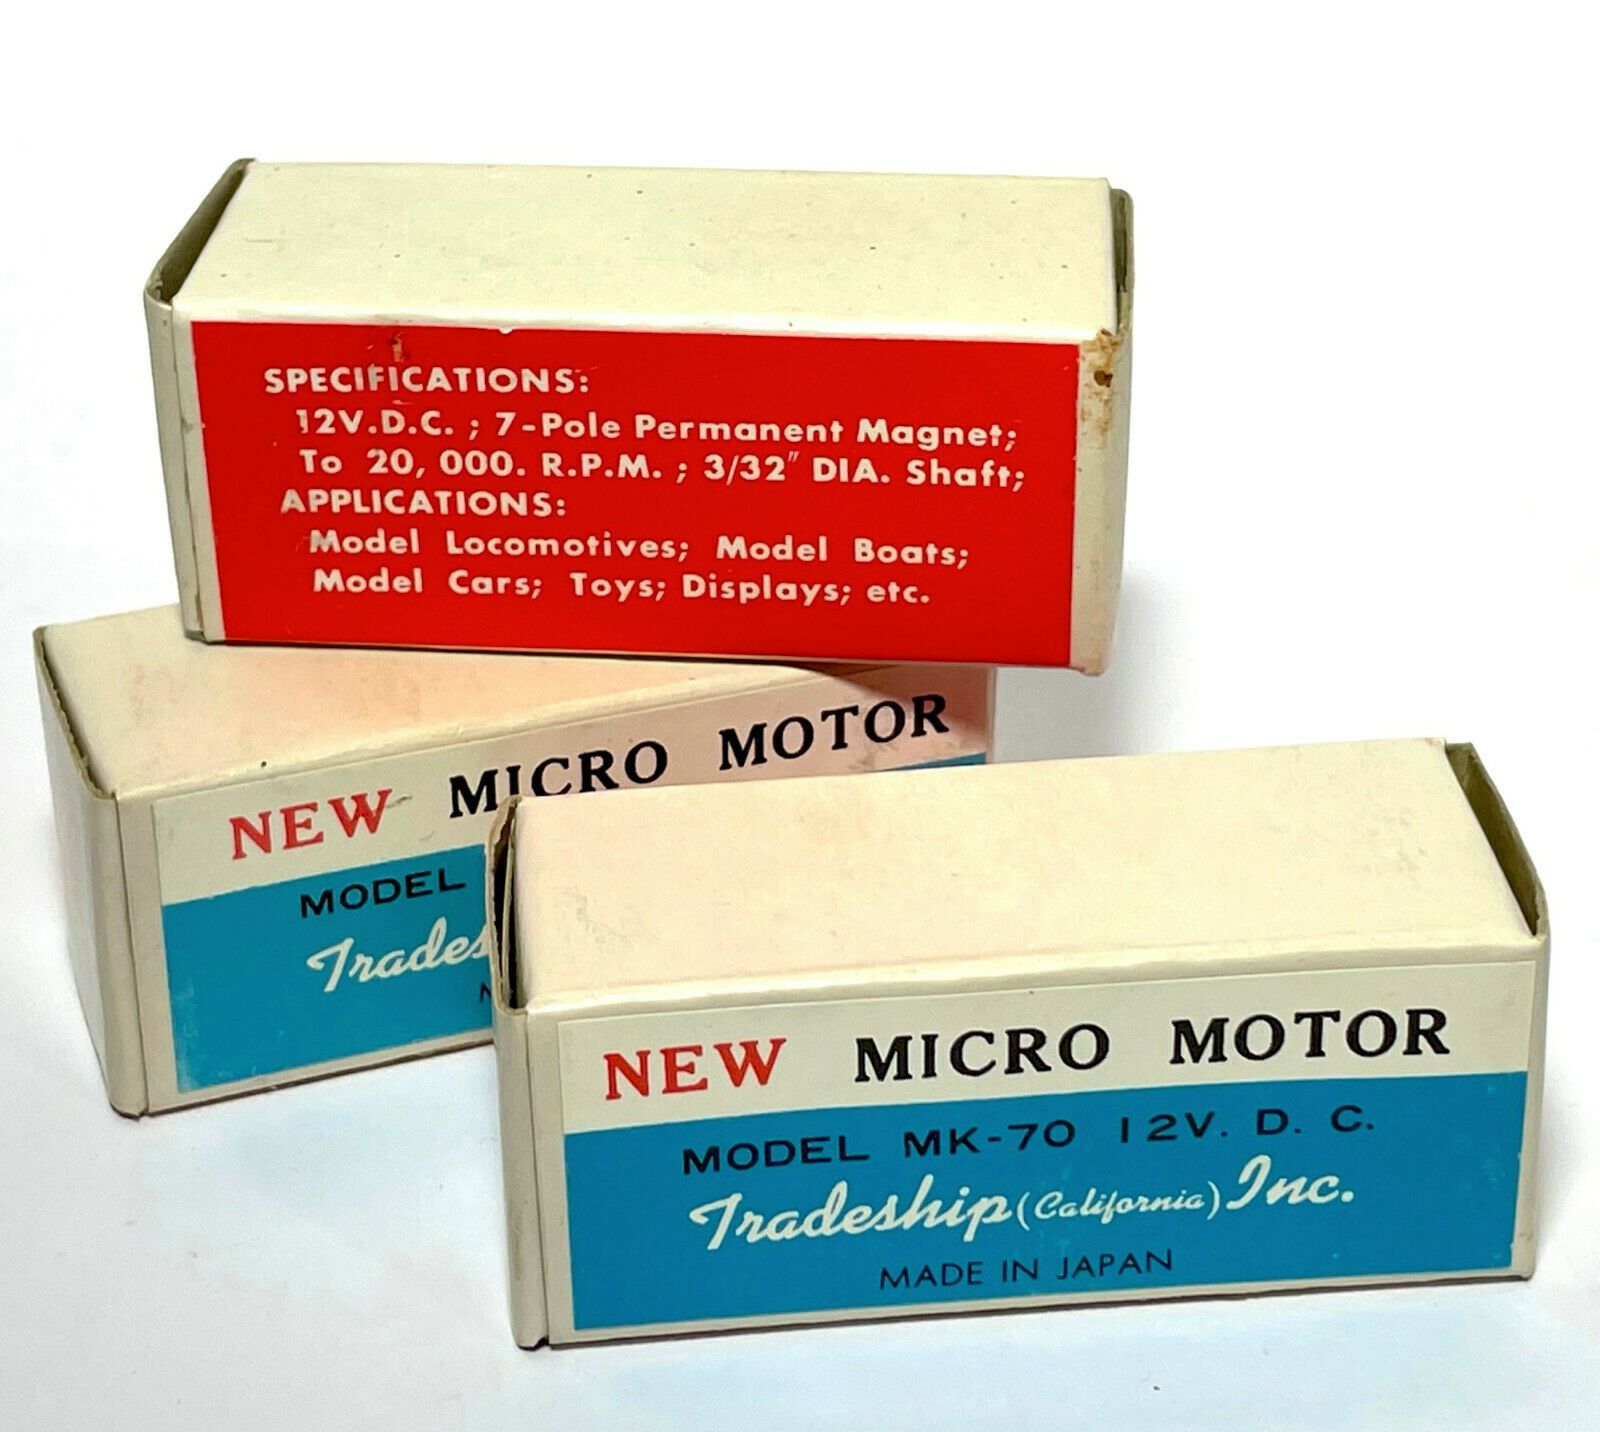 SPECIFICATIONS:
12V.D.C. ; 7-Pole Permanent Magnet;
To 20, 000. R.P.M. ; 3/32" DIA. Shaft;
APPLICATIONS:
Model Locomotives; Model Boats;
Model Cars; Toys; Displays; etc.
NEW MICRO MOTOR
MODEL
Trades
NEW MICRO MOTOR
MODEL MK-70 12V. D. C.
Tradeship (California) Inc.
MADE IN JAPAN